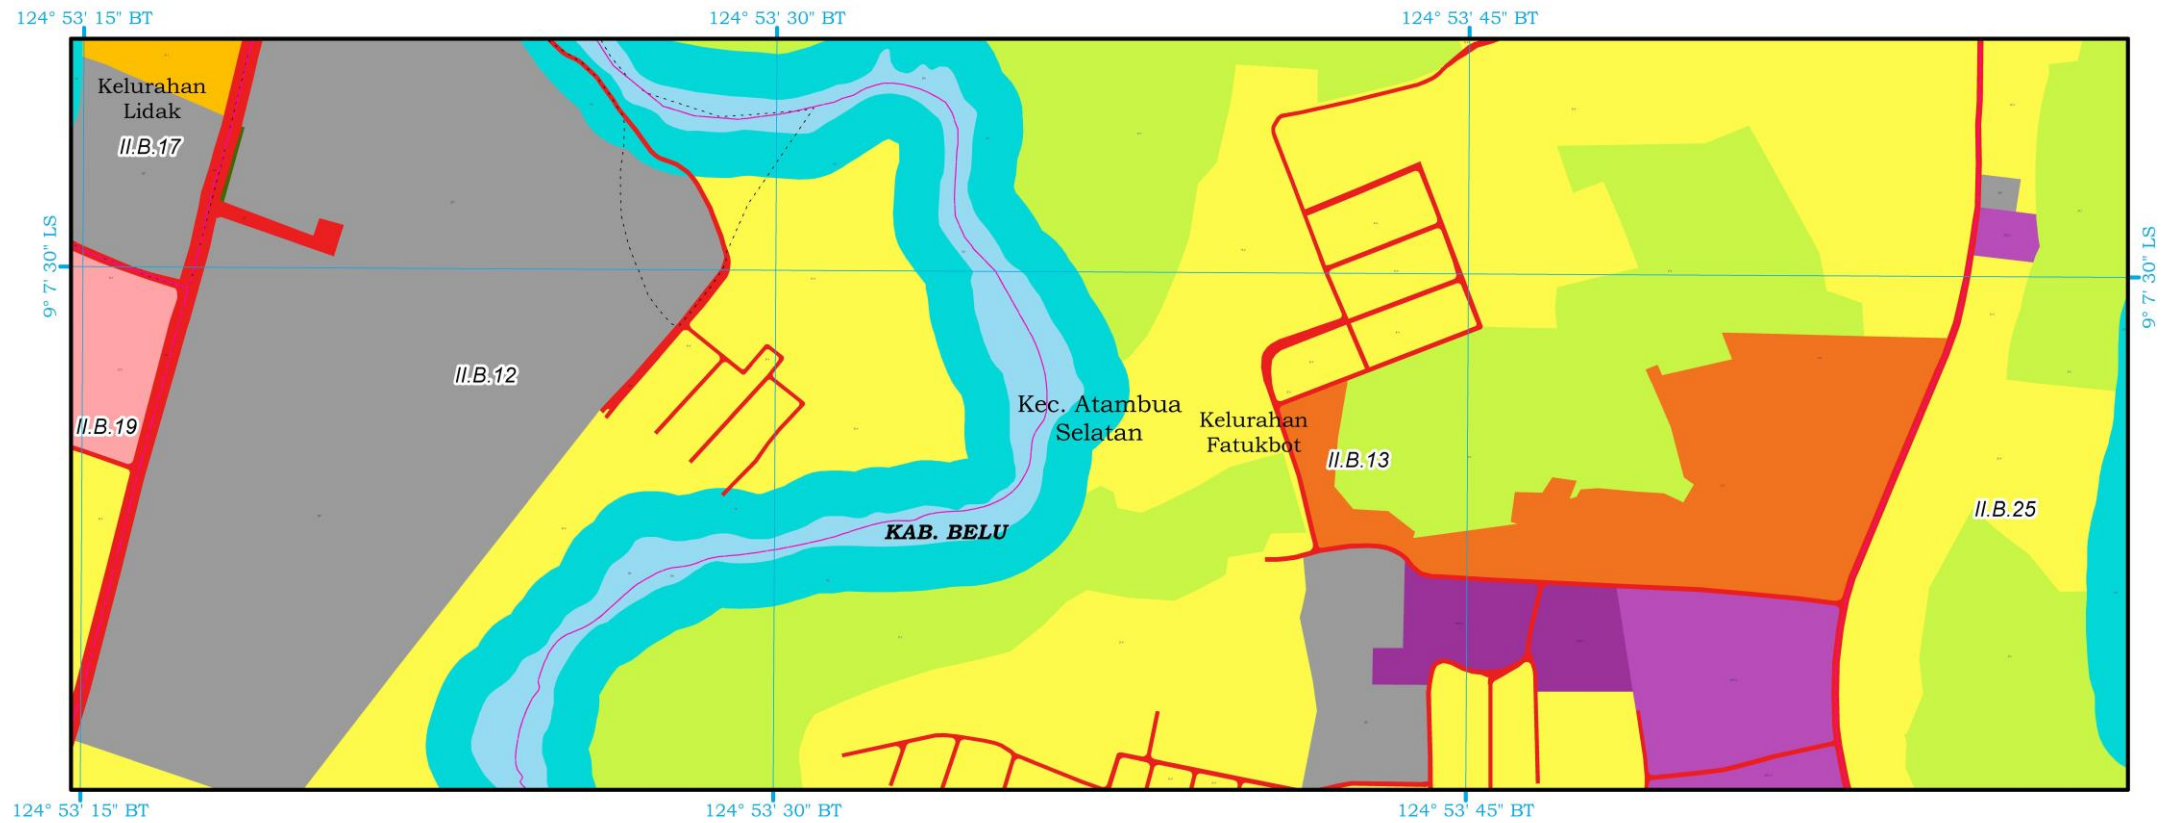 124° 53' 15" BT
124° 53' 30" BT
124° 53' 45" BT
Kelurahan
Lidak
II.B.17
9° 7' 30" LS
9° 7' 30" LS
II.B.12
II.B.19
Kec. Atambua
Selatan
Kelurahan
Fatukbot
II.B.13
II.B.25
KAB. BELU
124° 53' 15" BT
124° 53' 30" BT
124° 53' 45" BT